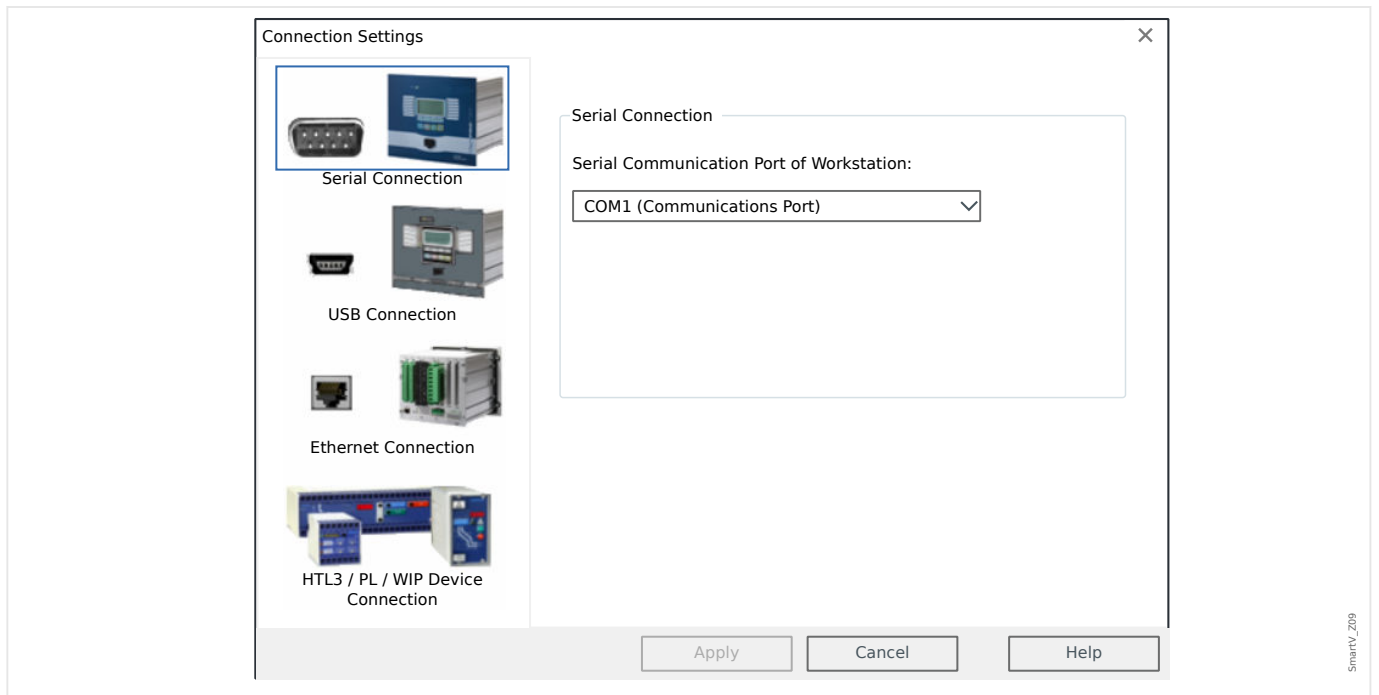 Connection Settings
Serial Connection
USB Connection
Ethernet Connection
HTL3 / PL / WIP Device
Connection
Serial Connection
Serial Communication Port of Workstation:
COM1 (Communications Port)
Apply
Cancel
Help
SmartV_Z09